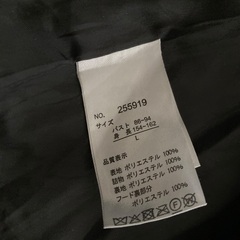 NO. 255919
サイズ
バスト 86-94
身 長 154-162
L
品質表示
表地 ポリエステル 100%
詰物 ポリエステル 100%
裏地 ポリエステル 100%
フード裏部分
ポリエステル 100%